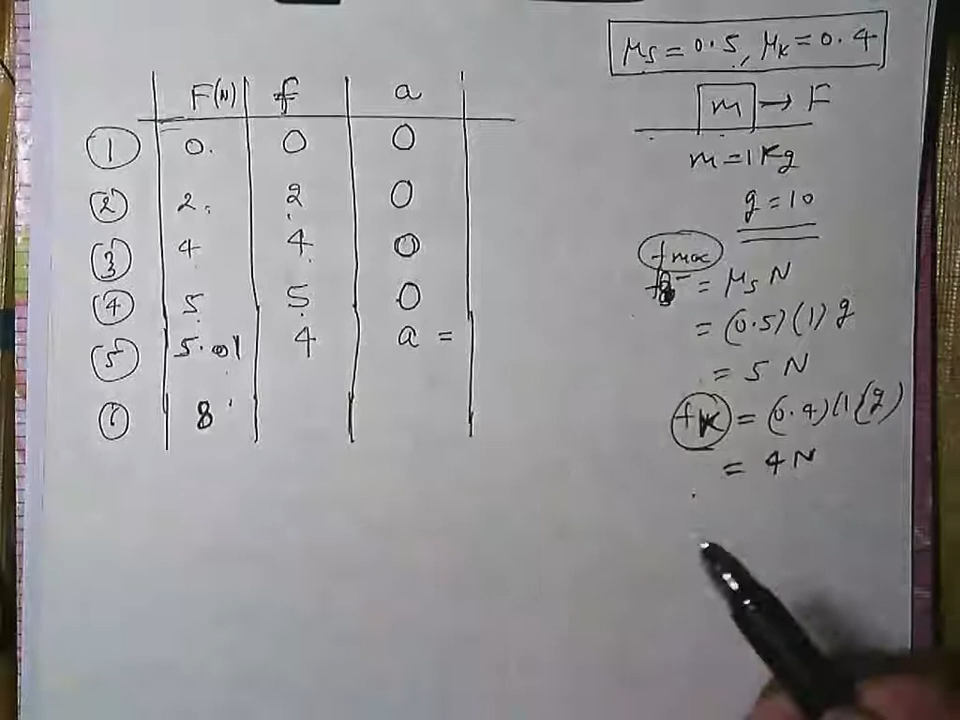 μs = 0.5, μK = 0.4
F(N) f a
m → F
① 0. 0 0
m = 1 Kg
② 2. 2 0
g = 10
③ 4 4 0
fmax
= μs N
④ 5 5 0
= (0.5)(1) g
⑤ 5.01 4 a =
= 5 N
⑥ 8
fK = (0.4)(1(g)
= 4 N